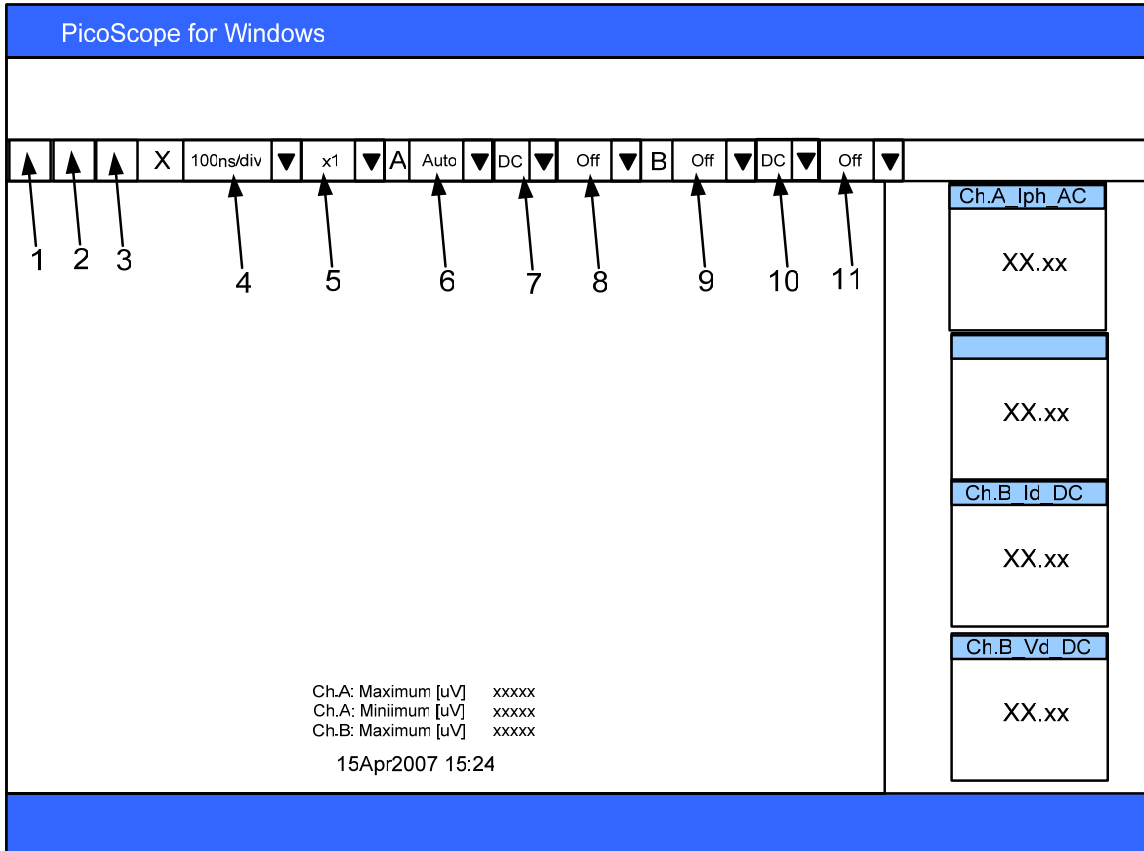 PicoScope for Windows
X 100ns/div x1 A Auto DC Off B Off DC Off
1 2 3 4 5 6 7 8 9 10 11
Ch.A_Iph_AC
XX.xx
XX.xx
Ch.B_Id_DC
XX.xx
Ch.B_Vd_DC
XX.xx
Ch.A: Maximum [uV] xxxxx
Ch.A: Miniimum [uV] xxxxx
Ch.B: Maximum [uV] xxxxx
15Apr2007 15:24